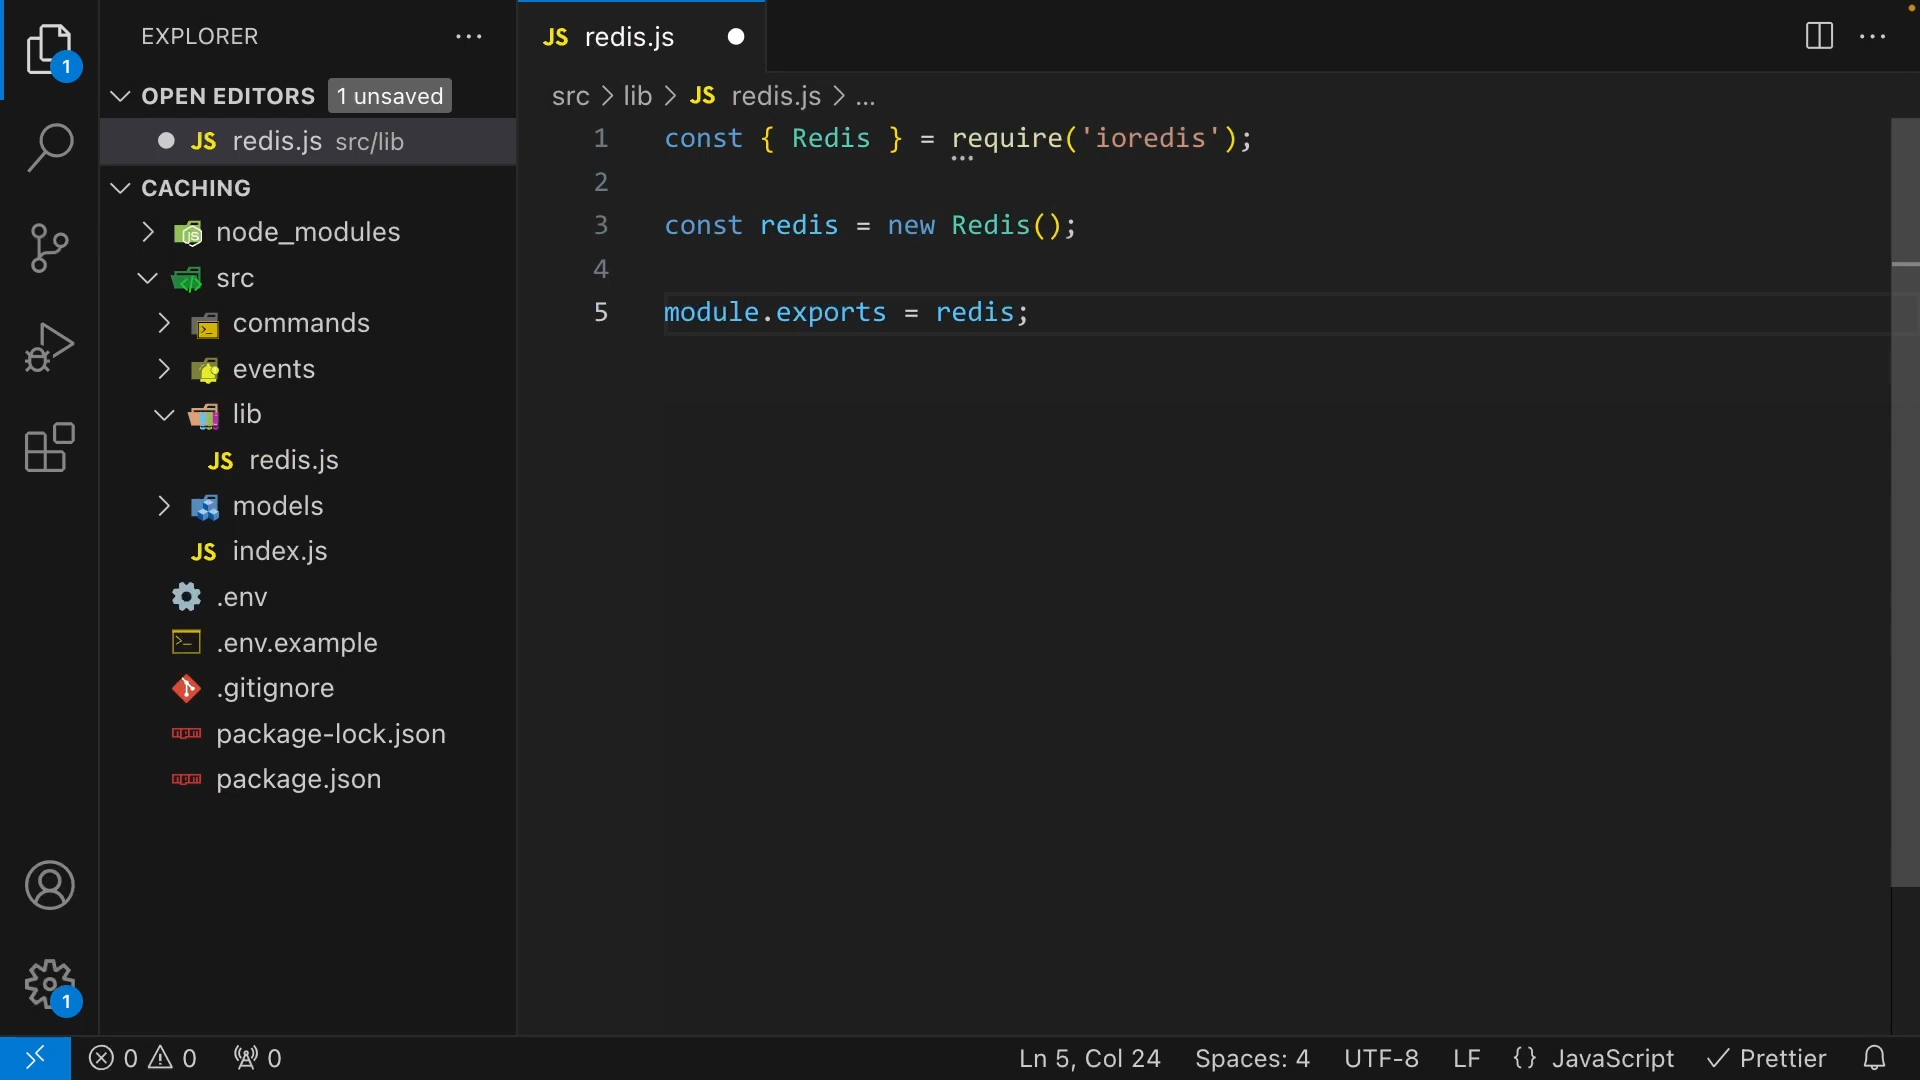 EXPLORER
OPEN EDITORS 1 unsaved
JS redis.js src/lib
CACHING
node_modules
src
commands
events
lib
JS redis.js
models
JS index.js
.env
.env.example
.gitignore
package-lock.json
package.json
1
1
JS redis.js
src > lib > JS redis.js > ...
1 const { Redis } = require('ioredis');
2
3 const redis = new Redis();
4
5 module.exports = redis;
0 0 0 Ln 5, Col 24 Spaces: 4 UTF-8 LF {} JavaScript Prettier